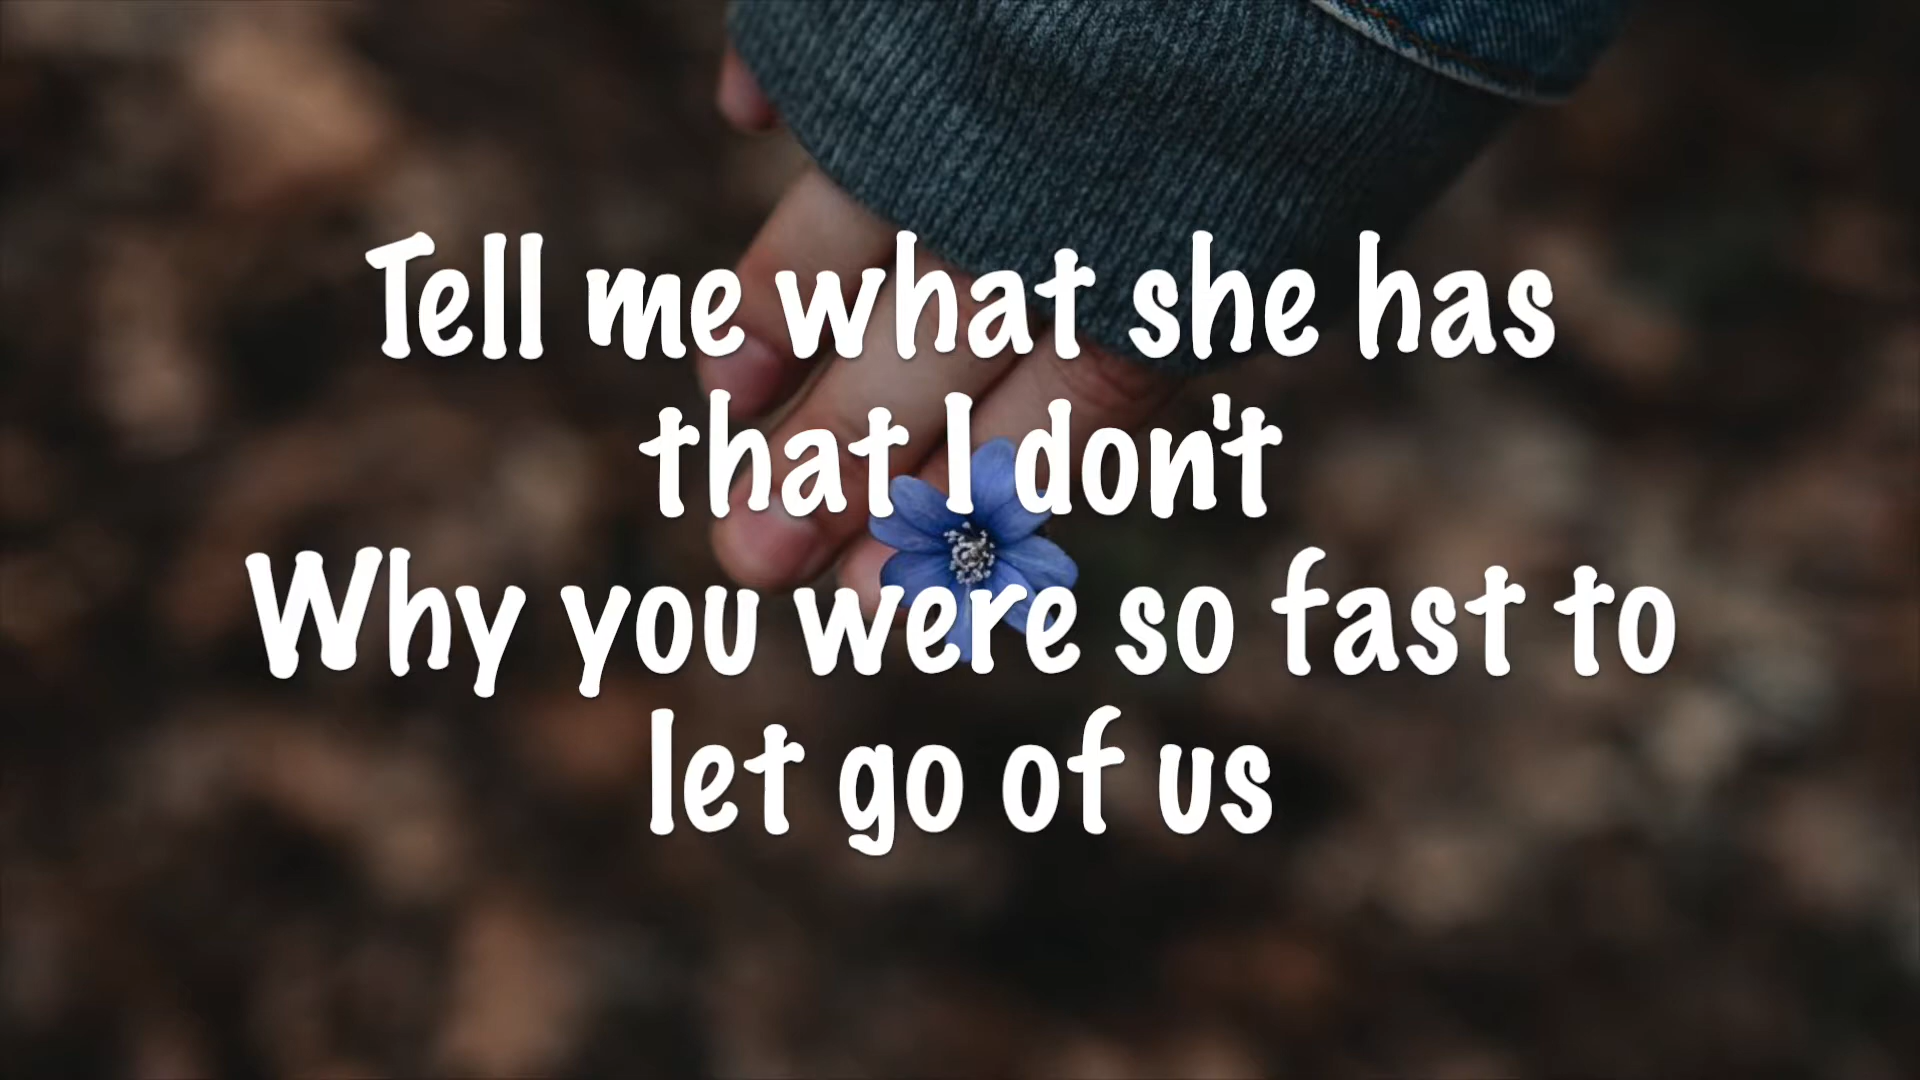 Tell me what she has
that I don't
Why you were so fast to
let go of us